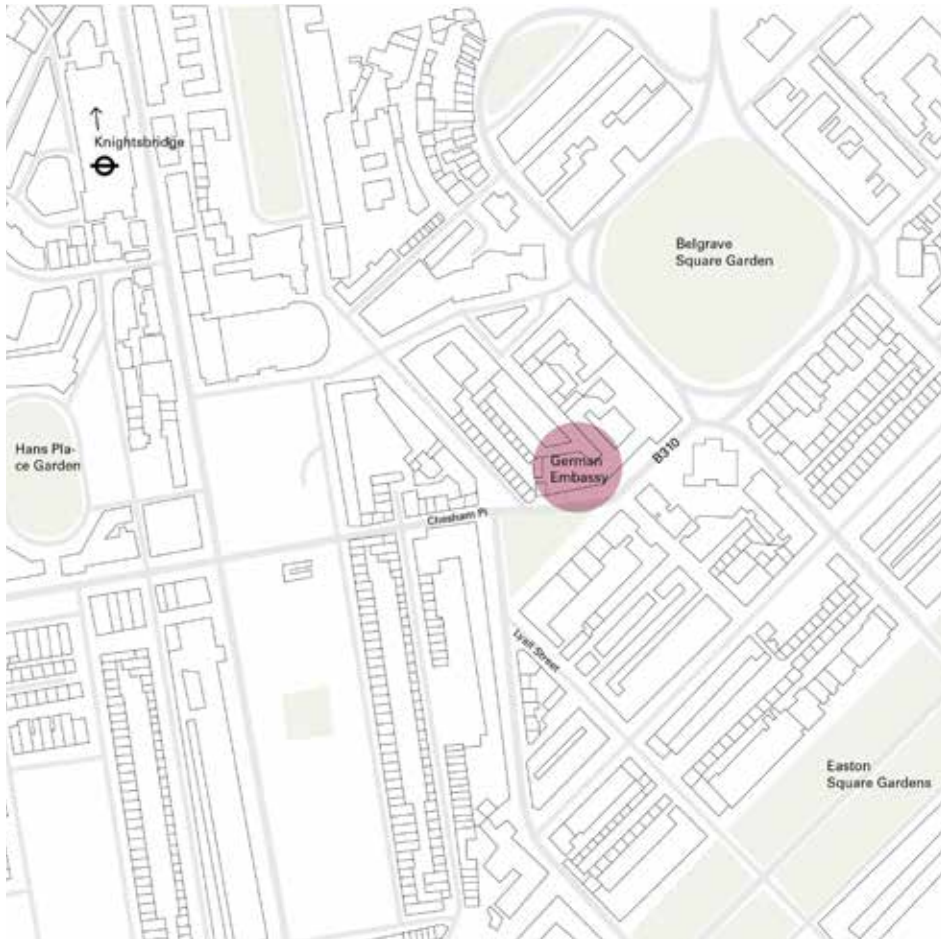 Knightsbridge
Belgrave
Square Garden
Hans Pla-
ce Garden
German
Embassy
B310
Chesham Pl
Lyall Street
Easton
Square Gardens